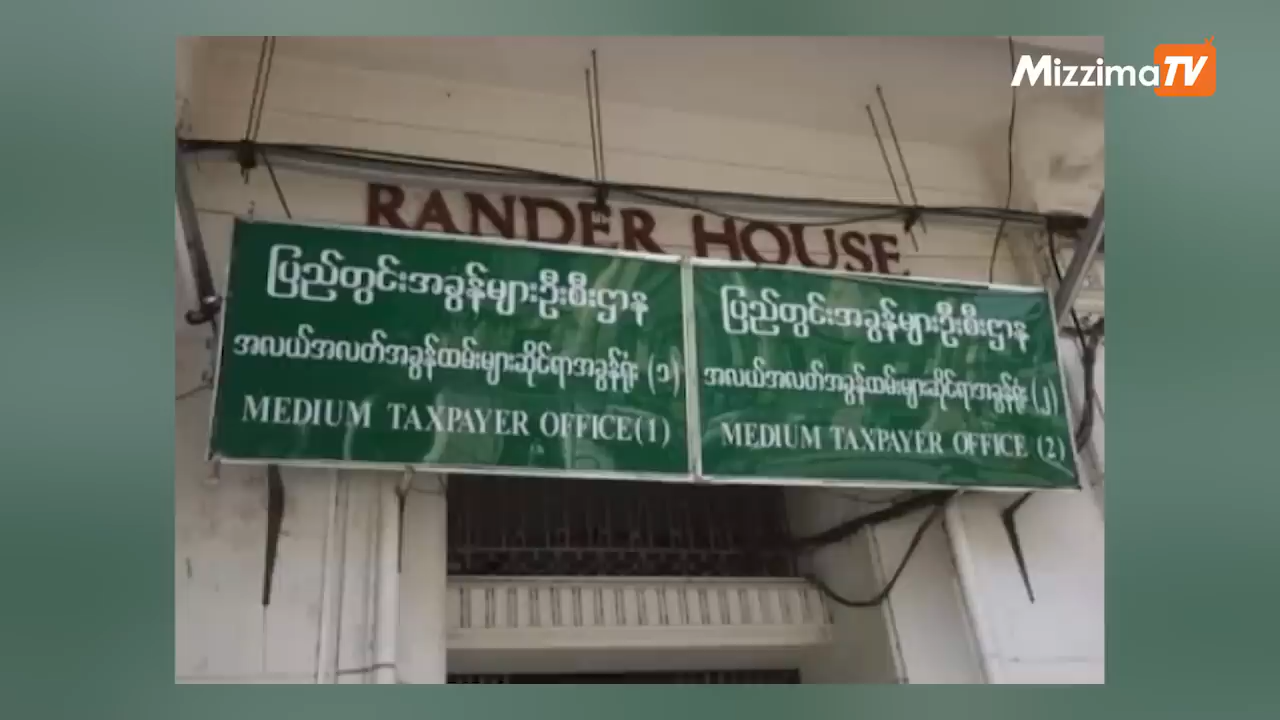 Mizzima TV
RANDER HOUSE
ပြည်တွင်းအခွန်များဦးစီးဌာန
အလယ်အလတ်အခွန်ထမ်းများဆိုင်ရာအခွန်ရုံး (၁)
MEDIUM TAXPAYER OFFICE(1)
ပြည်တွင်းအခွန်များဦးစီးဌာန
အလယ်အလတ်အခွန်ထမ်းများဆိုင်ရာအခွန်ရုံး (၂)
MEDIUM TAXPAYER OFFICE (2)